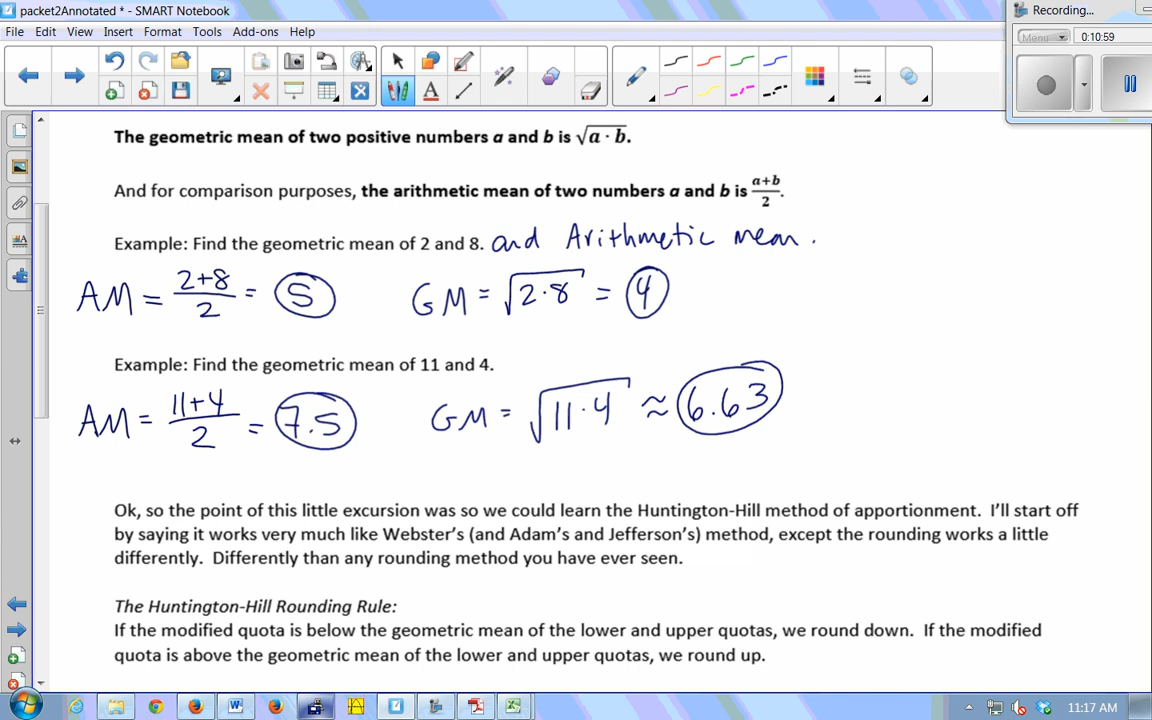 packet2Annotated * - SMART Notebook
Recording...
File Edit View Insert Format Tools Add-ons Help
Menu
0:10:59
The geometric mean of two positive numbers a and b is √a · b.
And for comparison purposes, the arithmetic mean of two numbers a and b is a+b/2.
Example: Find the geometric mean of 2 and 8. and Arithmetic mean.
AM = 2+8/2 = 5 GM = √2·8 = 4
Example: Find the geometric mean of 11 and 4.
AM = 11+4/2 = 7.5 GM = √11·4 ≈ 6.63
Ok, so the point of this little excursion was so we could learn the Huntington-Hill method of apportionment. I'll start off
by saying it works very much like Webster's (and Adam's and Jefferson's) method, except the rounding works a little
differently. Differently than any rounding method you have ever seen.
The Huntington-Hill Rounding Rule:
If the modified quota is below the geometric mean of the lower and upper quotas, we round down. If the modified
quota is above the geometric mean of the lower and upper quotas, we round up.
11:17 AM